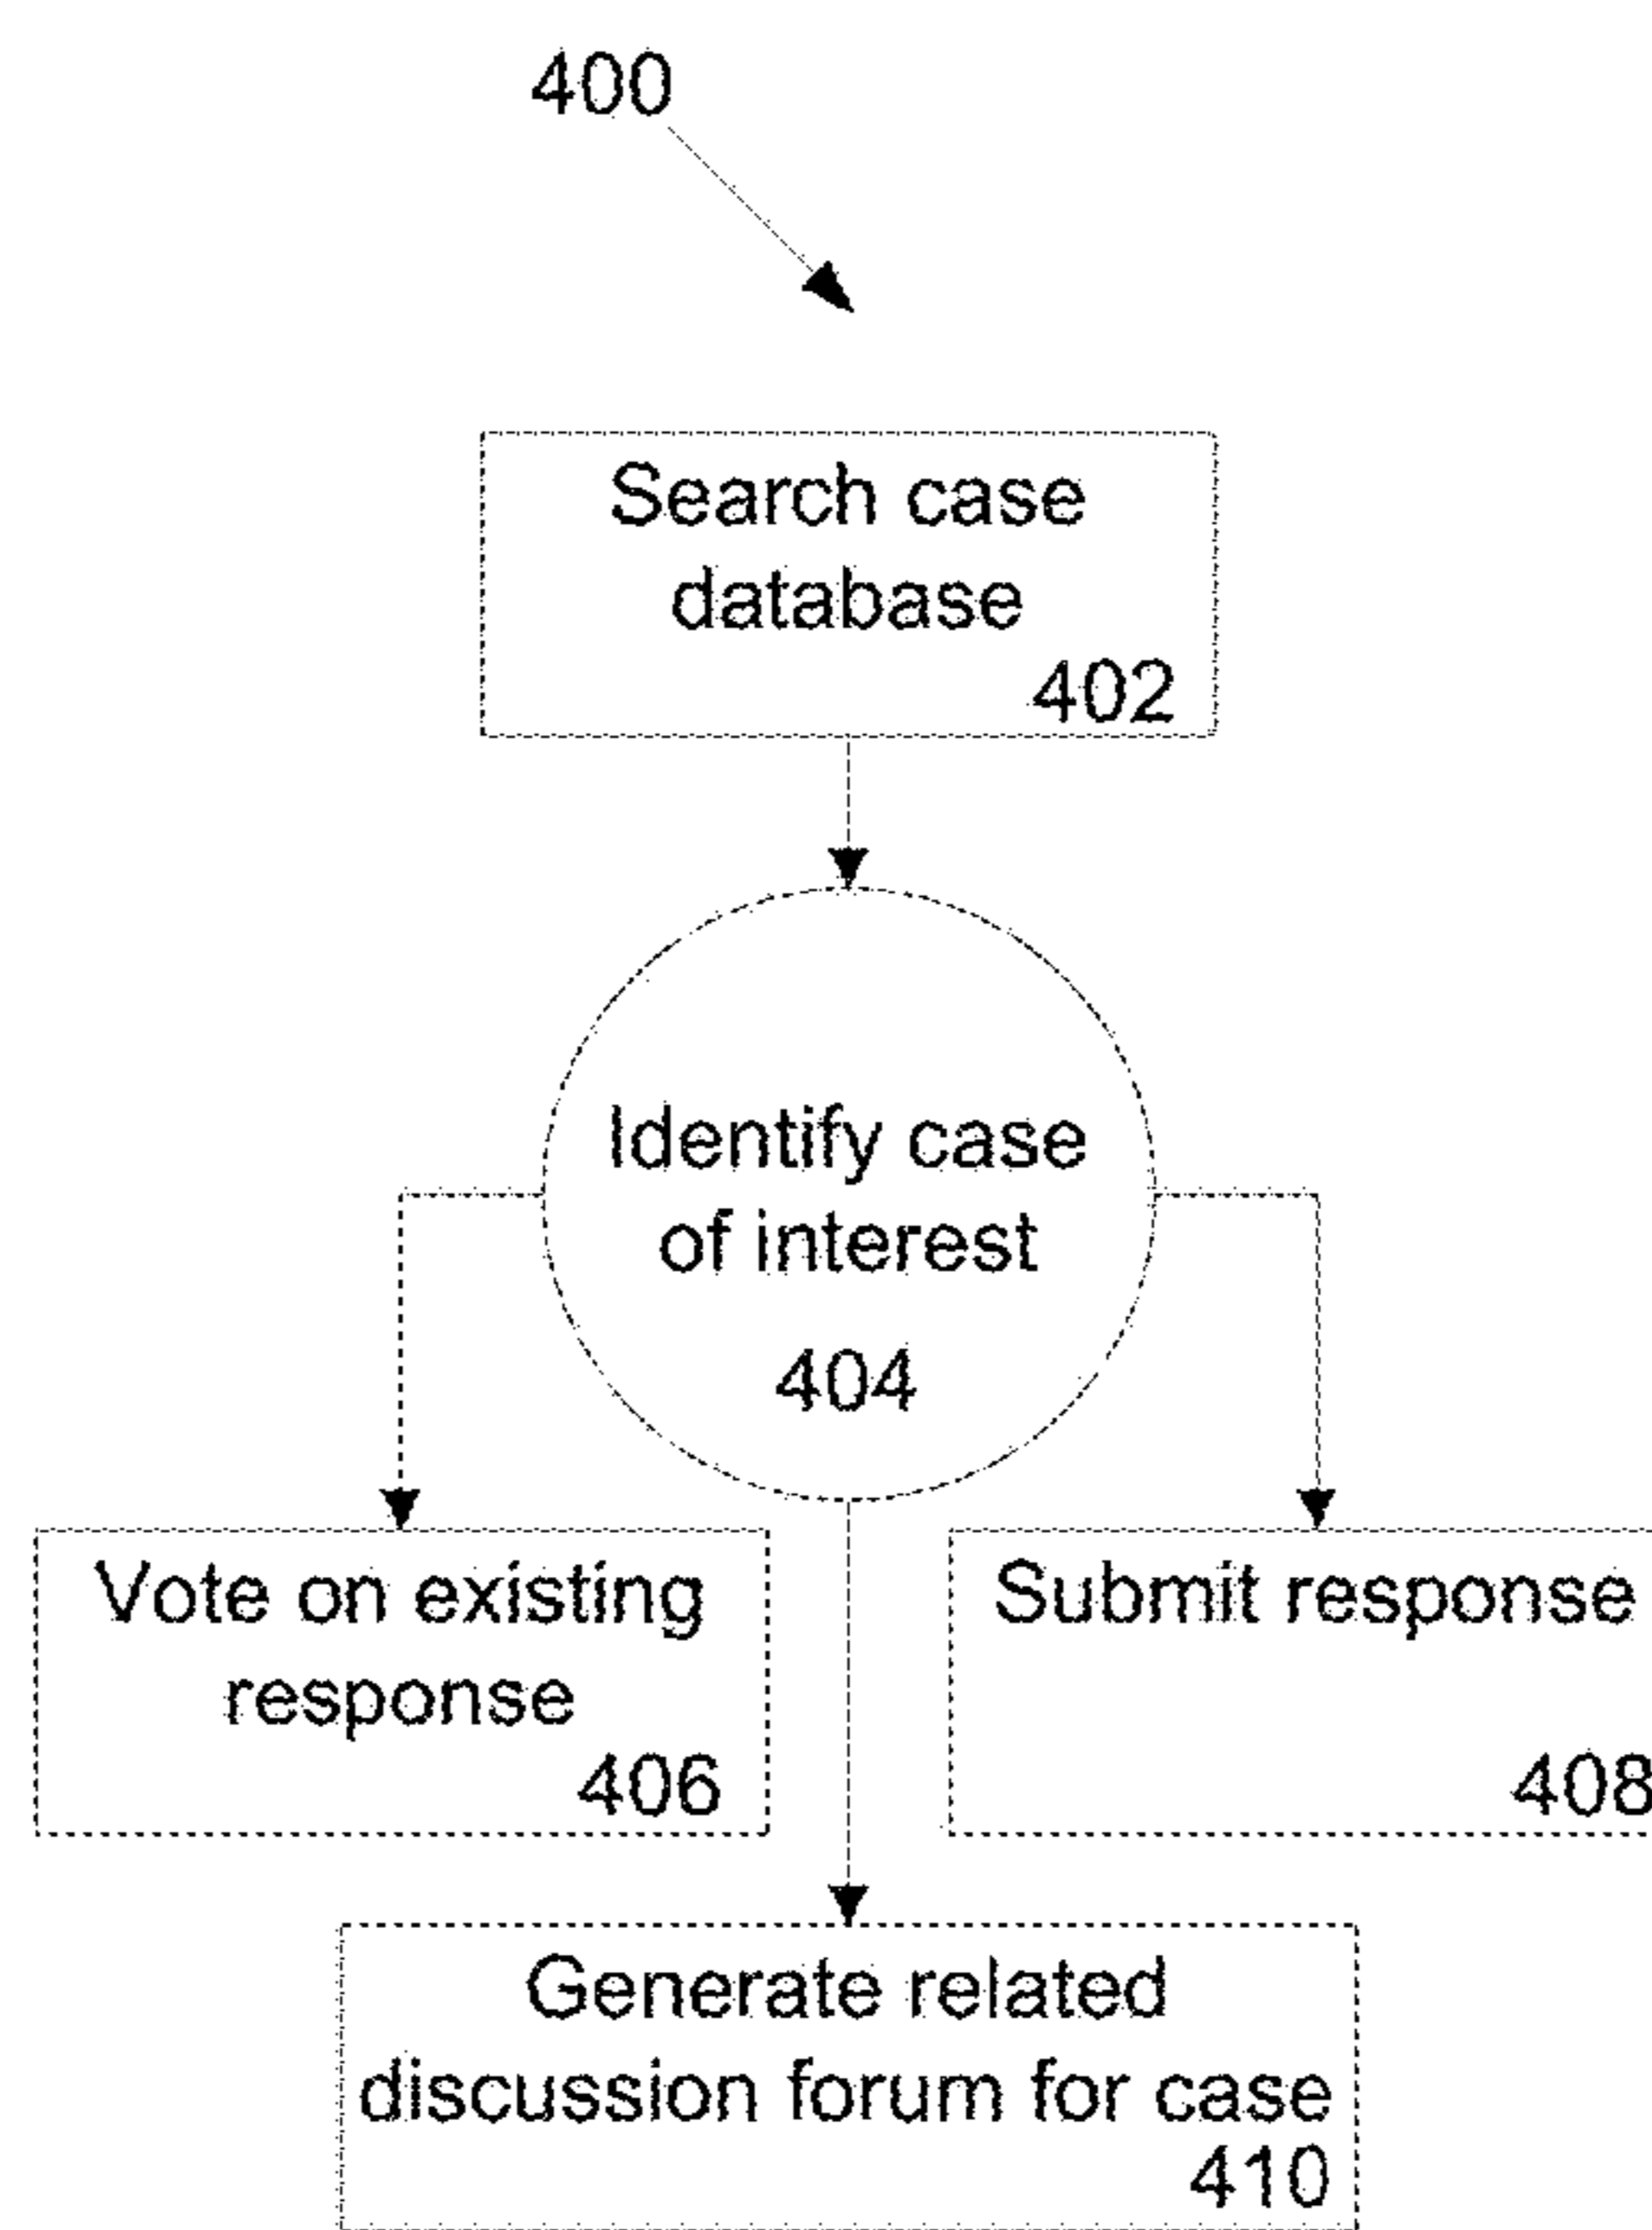 400
Search case
database
402
Identify case
of interest
404
Vote on existing
response
406
Submit response
408
Generate related
discussion forum for case
410